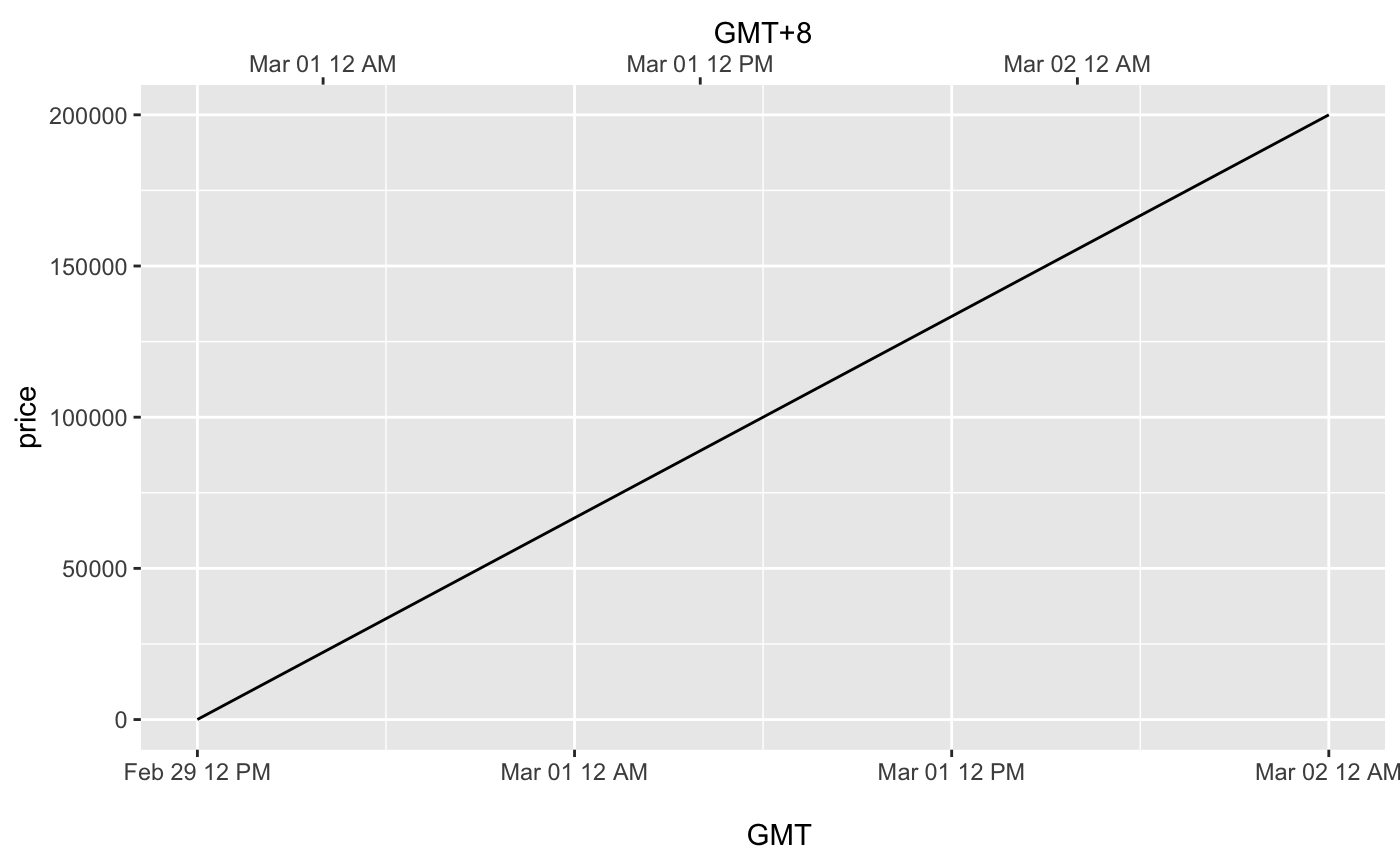 GMT+8
Mar 01 12 AM Mar 01 12 PM Mar 02 12 AM
200000
150000
100000
50000
0
price
Feb 29 12 PM Mar 01 12 AM Mar 01 12 PM Mar 02 12 AM
GMT